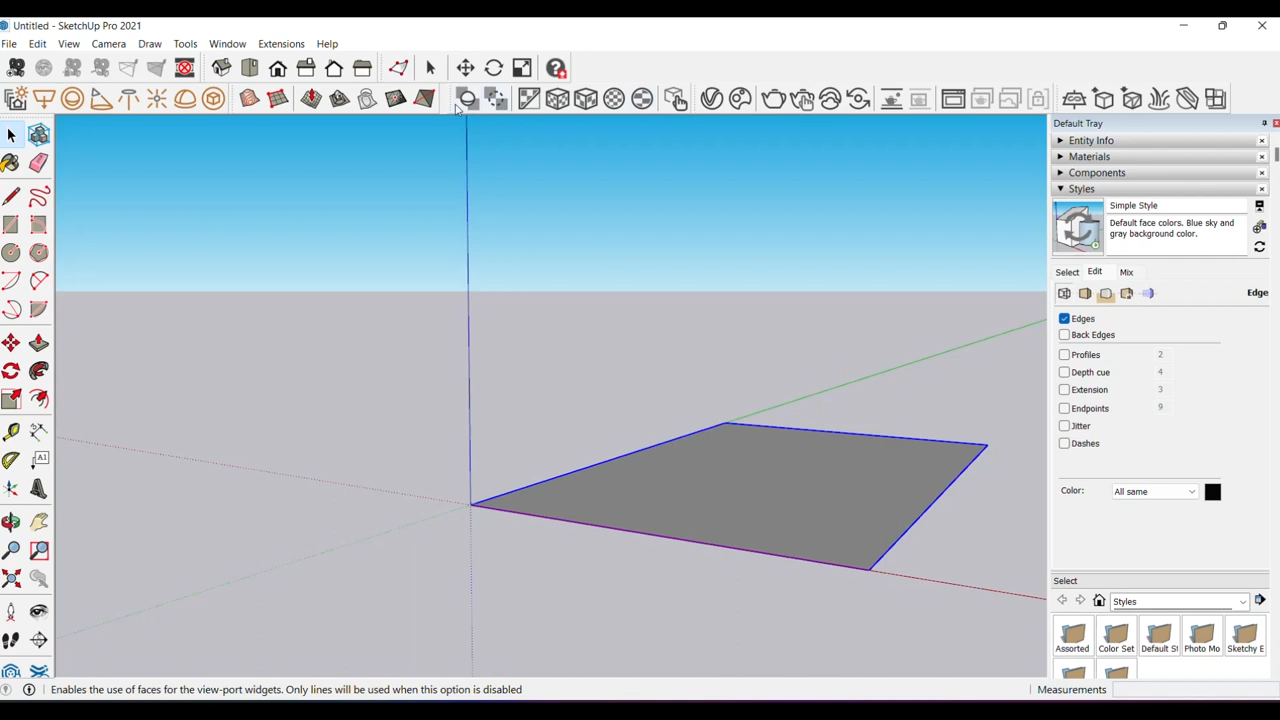 Untitled - SketchUp Pro 2021
File Edit View Camera Draw Tools Window Extensions Help
Default Tray
Entity Info
Materials
Components
Styles
Simple Style
Default face colors. Blue sky and
gray background color.
Select Edit Mix
Edge
Edges
Back Edges
Profiles 2
Depth cue 4
Extension 3
Endpoints 9
Jitter
Dashes
Color: All same
Select
Styles
Assorted Color Set Default St Photo Mo Sketchy E
A1
Enables the use of faces for the view-port widgets. Only lines will be used when this option is disabled
Measurements